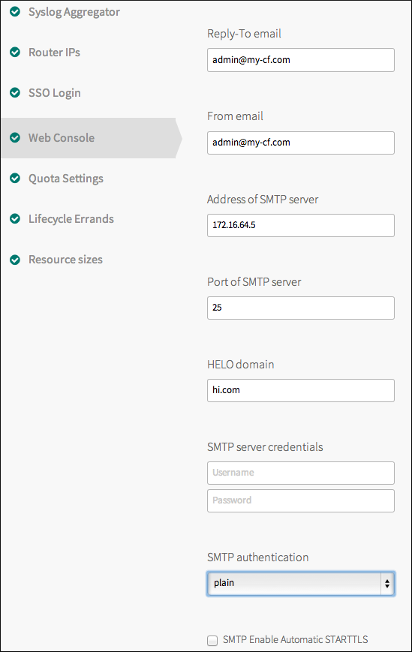 Syslog Aggregator
Router IPs
SSO Login
Web Console
Quota Settings
Lifecycle Errands
Resource sizes
Reply-To email
admin@my-cf.com
From email
admin@my-cf.com
Address of SMTP server
172.16.64.5
Port of SMTP server
25
HELO domain
hi.com
SMTP server credentials
Username
Password
SMTP authentication
plain
SMTP Enable Automatic STARTTLS